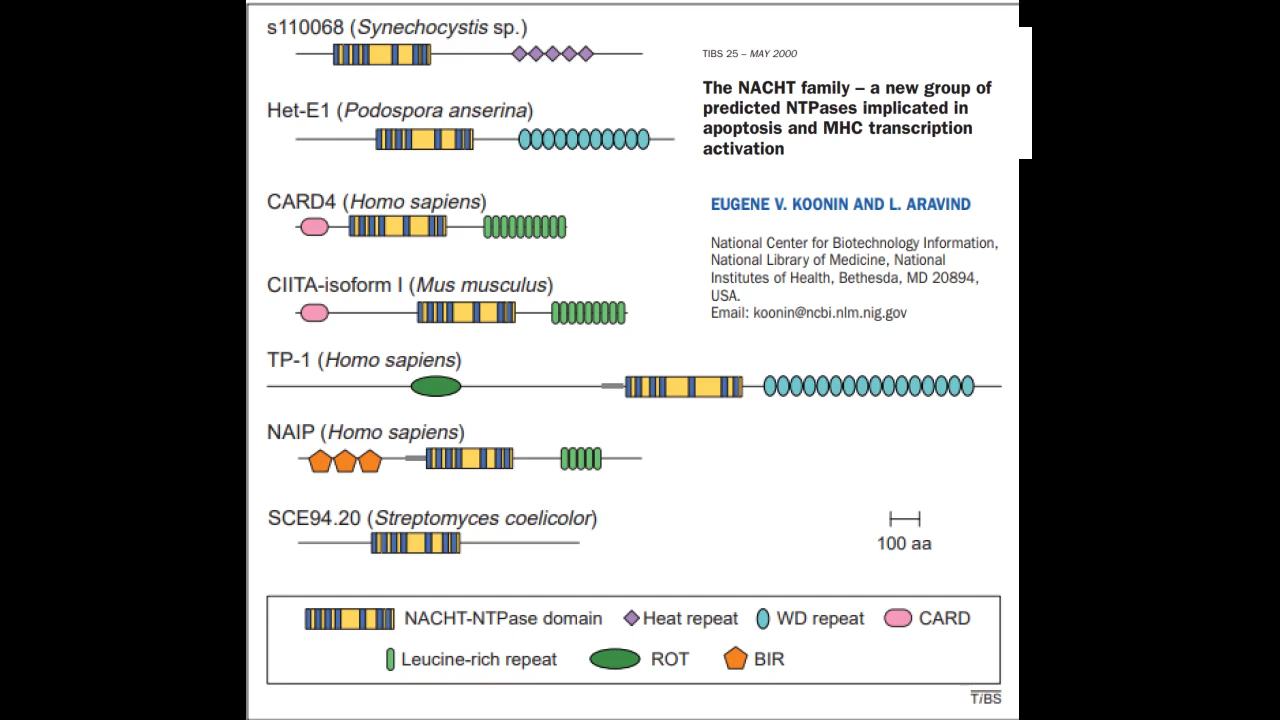 s110068 (Synechocystis sp.)
TIBS 25 – MAY 2000
The NACHT family – a new group of
predicted NTPases implicated in
apoptosis and MHC transcription
activation
Het-E1 (Podospora anserina)
CARD4 (Homo sapiens)
EUGENE V. KOONIN AND L. ARAVIND
National Center for Biotechnology Information,
National Library of Medicine, National
Institutes of Health, Bethesda, MD 20894,
USA.
Email: koonin@ncbi.nlm.nig.gov
CIITA-isoform I (Mus musculus)
TP-1 (Homo sapiens)
NAIP (Homo sapiens)
SCE94.20 (Streptomyces coelicolor)
100 aa
NACHT-NTPase domain Heat repeat WD repeat CARD
Leucine-rich repeat ROT BIR
TiBS